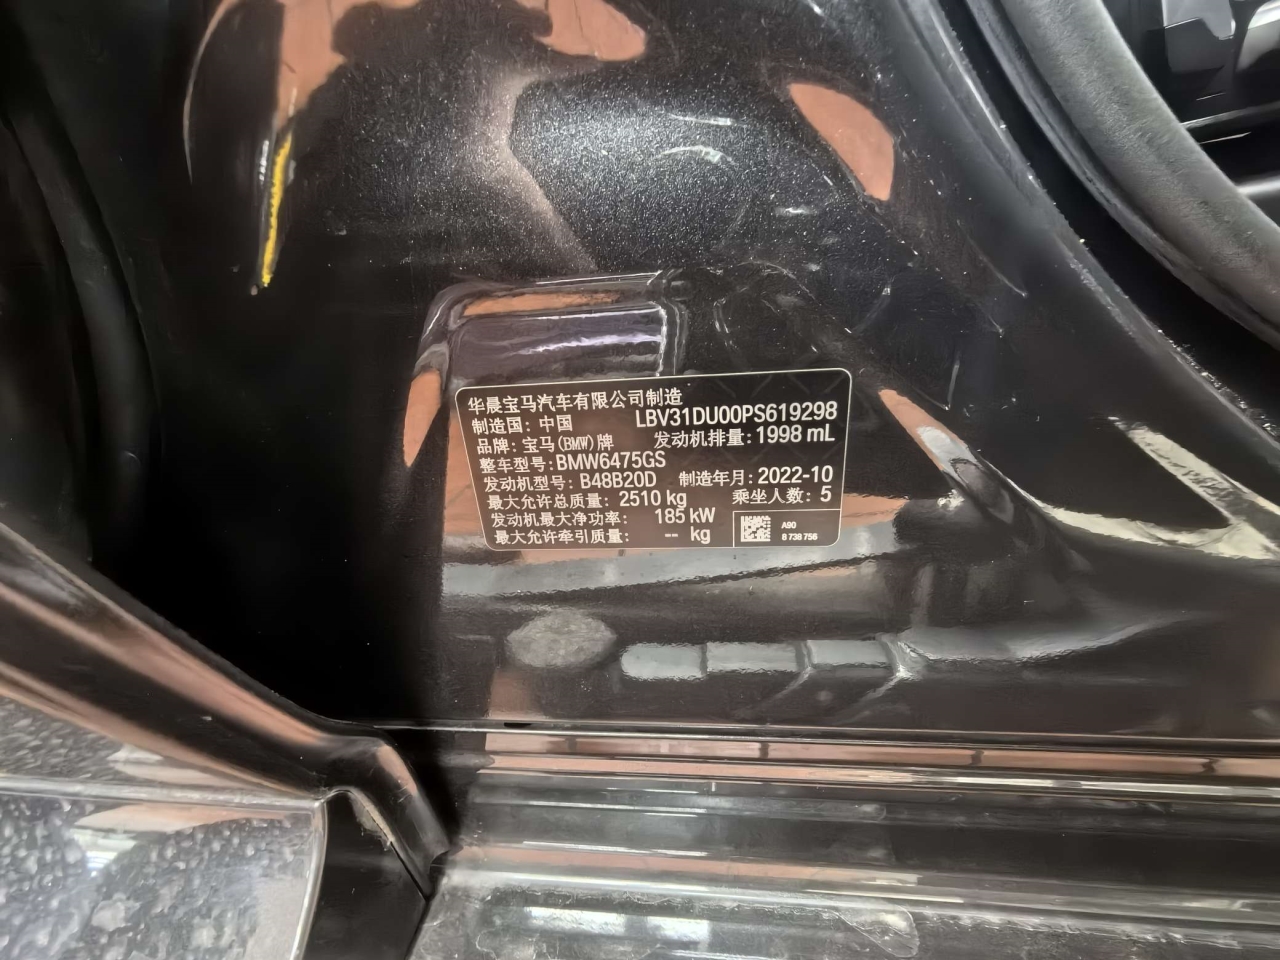 华晨宝马汽车有限公司制造
制造国: 中国 LBV31DU00PS619298
品牌: 宝马(BMW)牌 发动机排量: 1998 mL
整车型号: BMW6475GS
发动机型号: B48B20D 制造年月: 2022-10
最大允许总质量: 2510 kg 乘坐人数: 5
发动机最大净功率: 185 kW
最大允许牵引质量: -- kg
A90
8 738 756